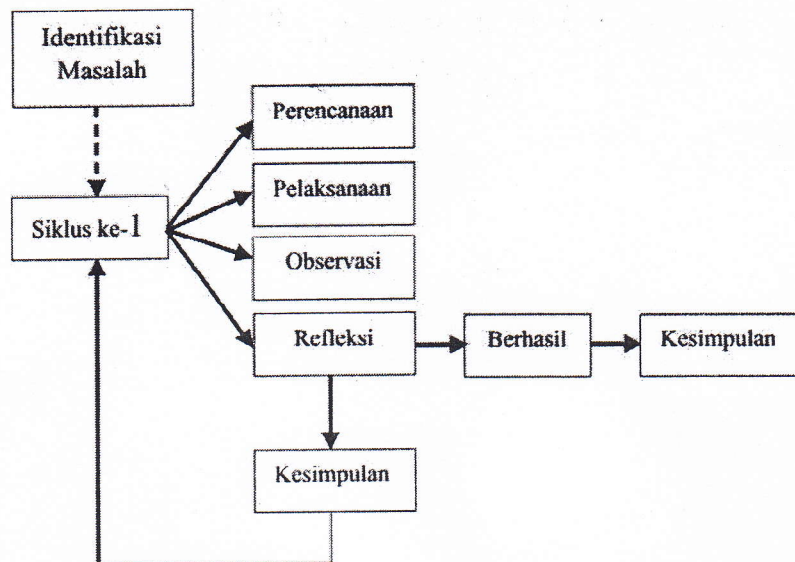 Identifikasi
Masalah
Perencanaan
Pelaksanaan
Siklus ke-1
Observasi
Refleksi
Berhasil
Kesimpulan
Kesimpulan